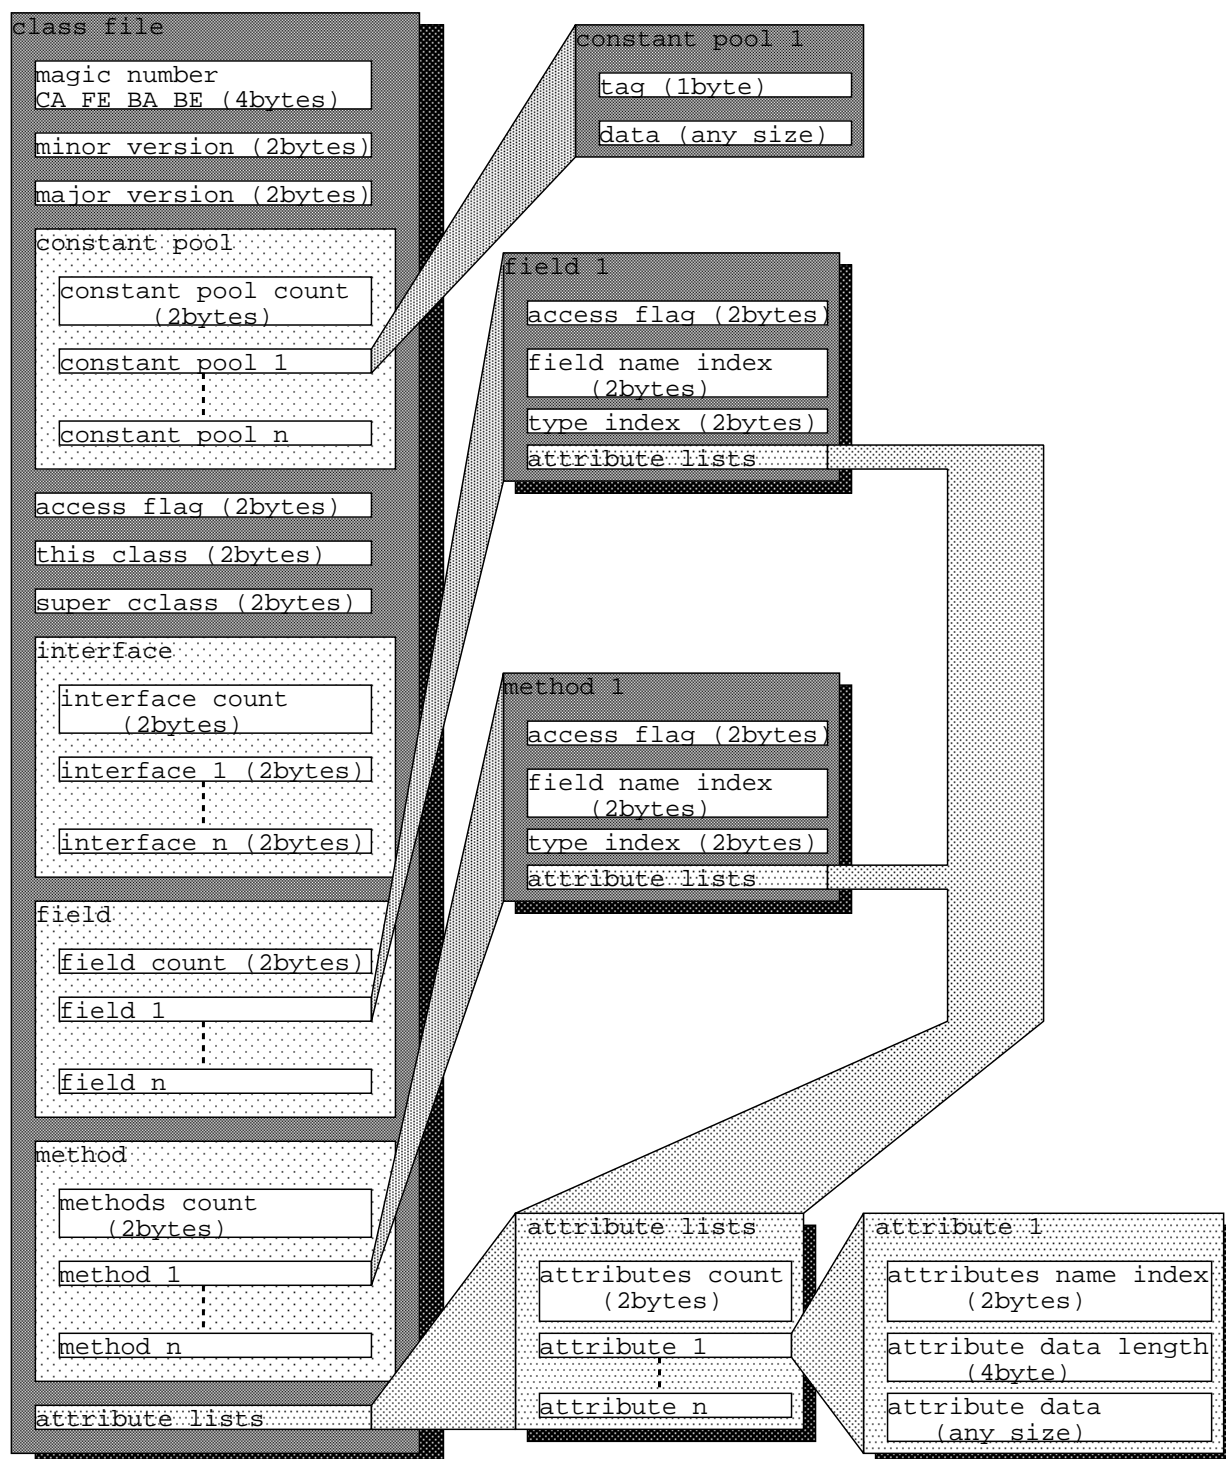 class file
magic number
CA FE BA BE (4bytes)
minor version (2bytes)
major version (2bytes)
constant pool
constant pool count
(2bytes)
constant pool 1
constant pool n
access flag (2bytes)
this class (2bytes)
super cclass (2bytes)
interface
interface count
(2bytes)
interface 1 (2bytes)
interface n (2bytes)
field
field count (2bytes)
field 1
field n
method
methods count
(2bytes)
method 1
method n
attribute lists
constant pool 1
tag (1byte)
data (any size)
field 1
access flag (2bytes)
field name index
(2bytes)
type index (2bytes)
attribute lists
method 1
access flag (2bytes)
field name index
(2bytes)
type index (2bytes)
attribute lists
attribute lists
attributes count
(2bytes)
attribute 1
attribute n
attribute 1
attributes name index
(2bytes)
attribute data length
(4byte)
attribute data
(any size)